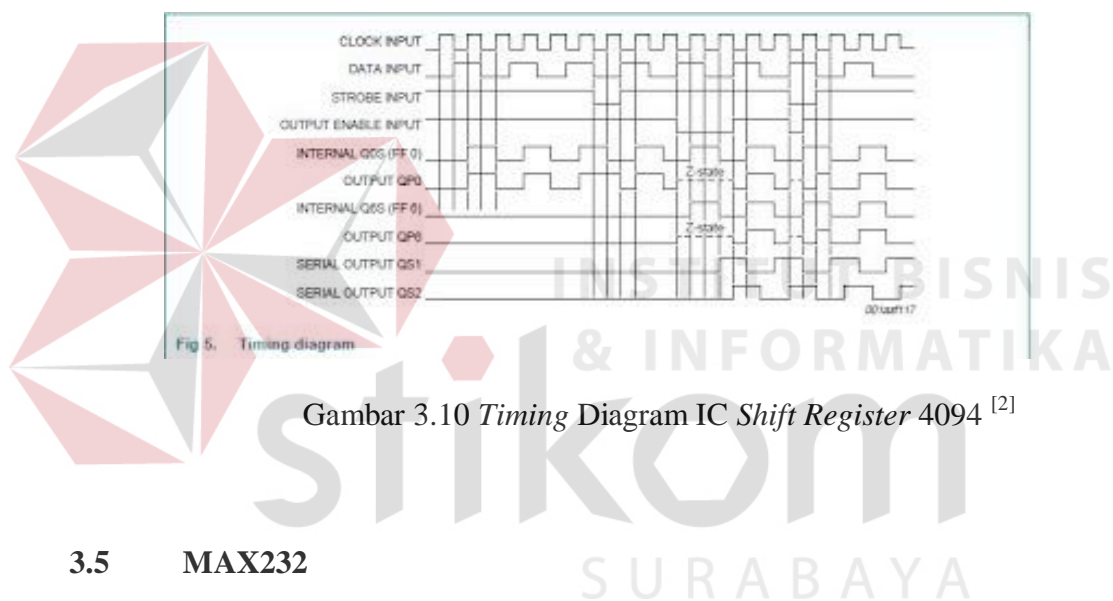 CLOCK INPUT
DATA INPUT
STROBE INPUT
OUTPUT ENABLE INPUT
INTERNAL Q0S (FF 0)
OUTPUT QP0
Z-state
INTERNAL Q6S (FF 6)
OUTPUT QP6
Z-state
SERIAL OUTPUT QS1
SERIAL OUTPUT QS2
Fig 5. Timing diagram
INSTITUT BISNIS
& INFORMATIKA
stikom
SURABAYA
Gambar 3.10 Timing Diagram IC Shift Register 4094 [2]
3.5 MAX232